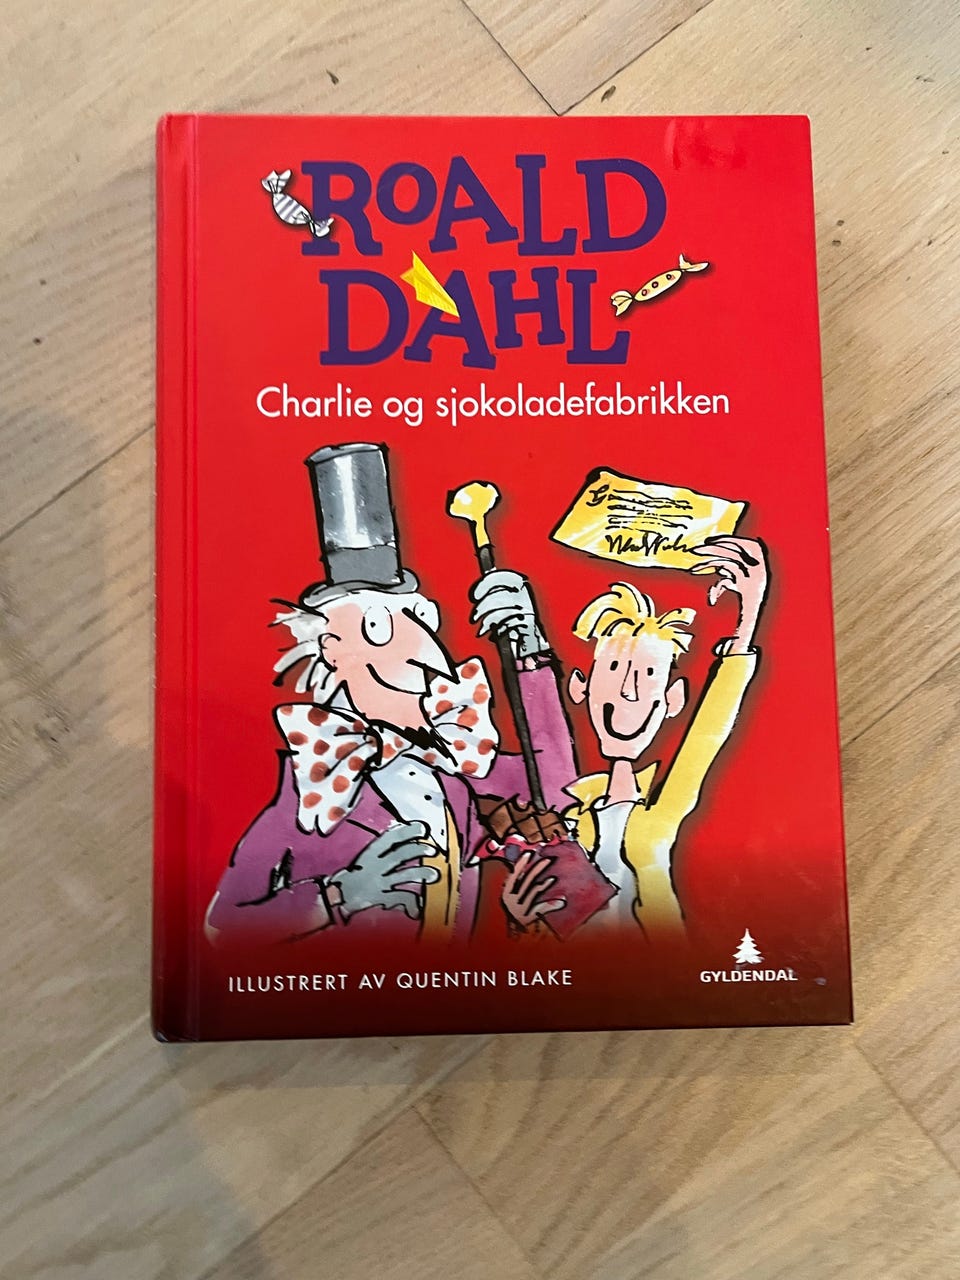 ROALD
DAHL
Charlie og sjokoladefabrikken
ILLUSTRERT AV QUENTIN BLAKE
GYLDENDAL